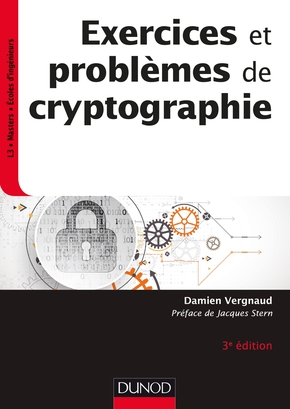 L3 • Masters • Écoles d'ingénieurs
Exercices et
problèmes de
cryptographie
Damien Vergnaud
Préface de Jacques Stern
3e édition
DUNOD